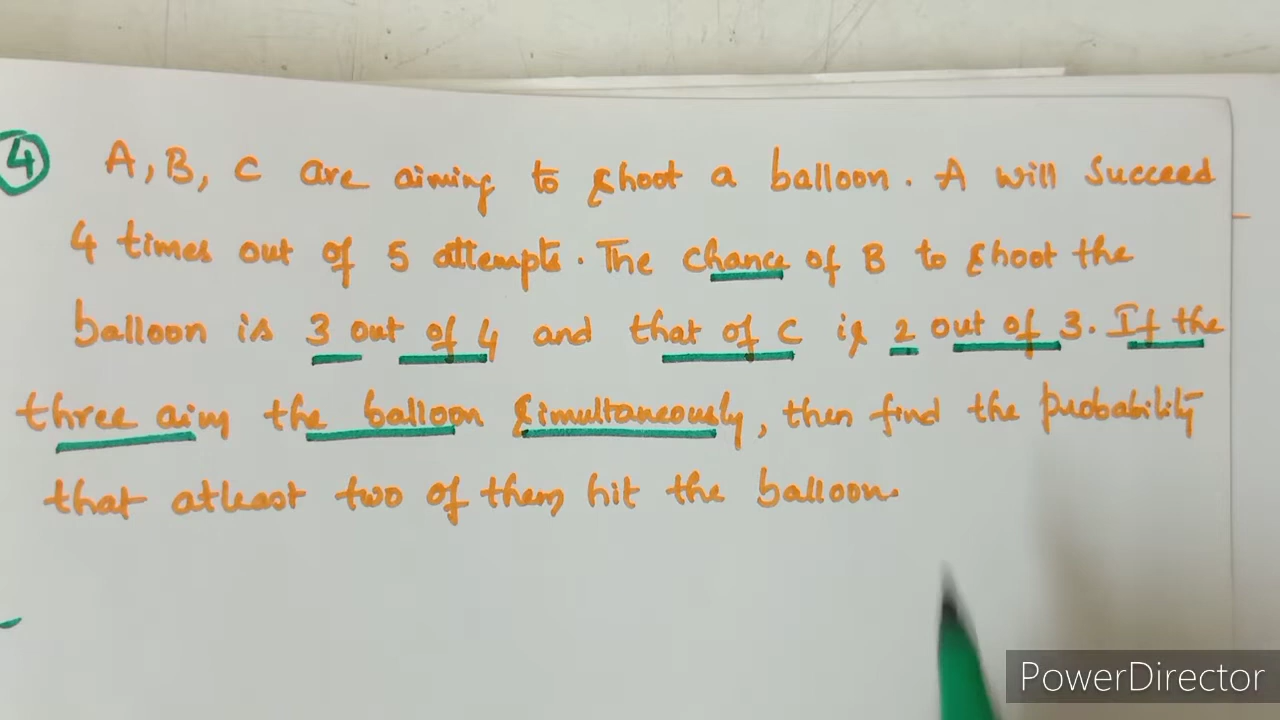 4 A, B, C are aiming to shoot a balloon. A will succeed
4 times out of 5 attempts. The chance of B to shoot the
balloon is 3 out of 4 and that of C is 2 out of 3. If the
three aim the balloon simultaneously, then find the probability
that atleast two of them hit the balloon.
PowerDirector